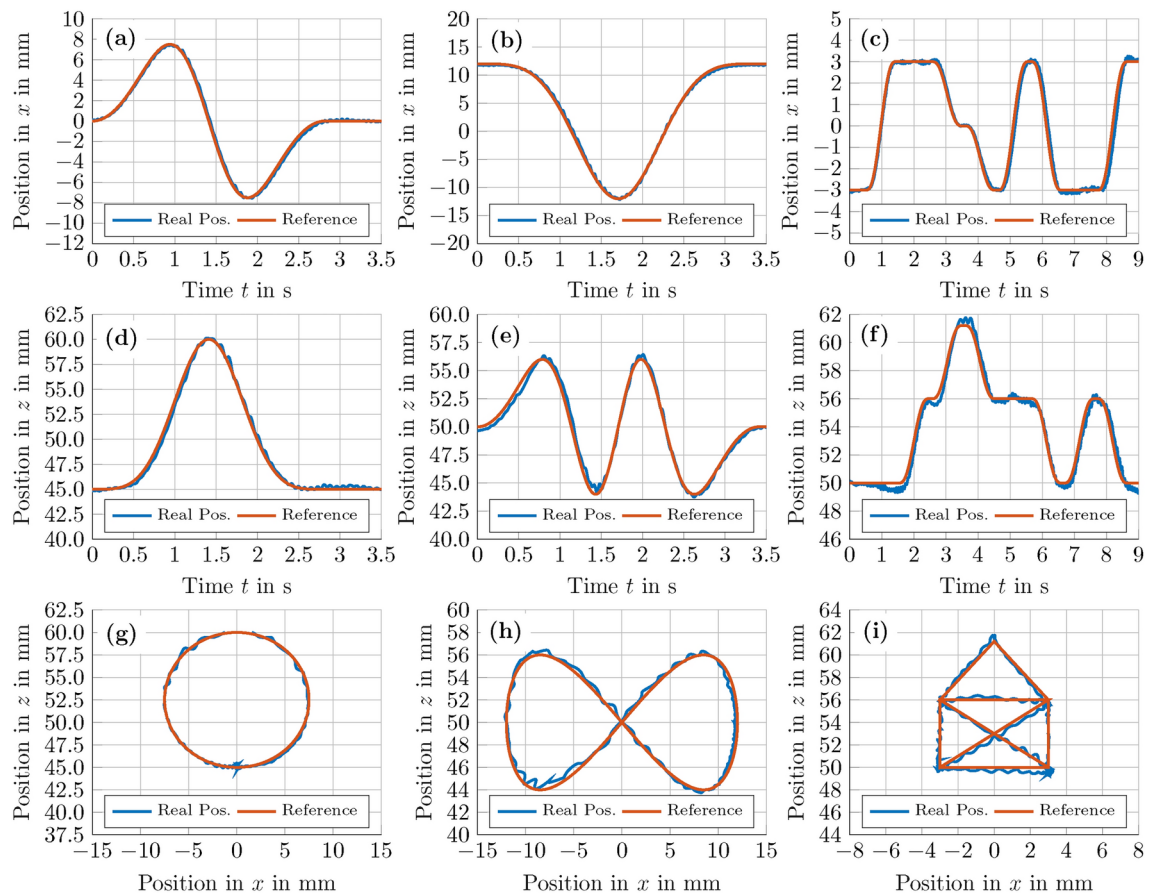 (a)
Position in x in mm
10
8
6
4
2
0
−2
−4
−6
−8
−10
−12
Real Pos. Reference
0 0.5 1 1.5 2 2.5 3 3.5
Time t in s
(b)
Position in x in mm
20
15
10
5
0
−5
−10
−15
−20
Real Pos. Reference
0 0.5 1 1.5 2 2.5 3 3.5
Time t in s
(c)
Position in x in mm
5
4
3
2
1
0
−1
−2
−3
−4
−5
Real Pos. Reference
0 1 2 3 4 5 6 7 8 9
Time t in s
(d)
Position in z in mm
62.5
60.0
57.5
55.0
52.5
50.0
47.5
45.0
42.5
40.0
Real Pos. Reference
0 0.5 1 1.5 2 2.5 3 3.5
Time t in s
(e)
Position in z in mm
60.0
57.5
55.0
52.5
50.0
47.5
45.0
42.5
40.0
Real Pos. Reference
0 0.5 1 1.5 2 2.5 3 3.5
Time t in s
(f)
Position in z in mm
62
60
58
56
54
52
50
48
46
Real Pos. Reference
0 1 2 3 4 5 6 7 8 9
Time t in s
(g)
Position in z in mm
62.5
60.0
57.5
55.0
52.5
50.0
47.5
45.0
42.5
40.0
37.5
Real Pos. Reference
−15 −10 −5 0 5 10 15
Position in x in mm
(h)
Position in z in mm
60
58
56
54
52
50
48
46
44
42
40
Real Pos. Reference
−15 −10 −5 0 5 10 15
Position in x in mm
(i)
Position in z in mm
64
62
60
58
56
54
52
50
48
46
44
Real Pos. Reference
−8 −6 −4 −2 0 2 4 6 8
Position in x in mm